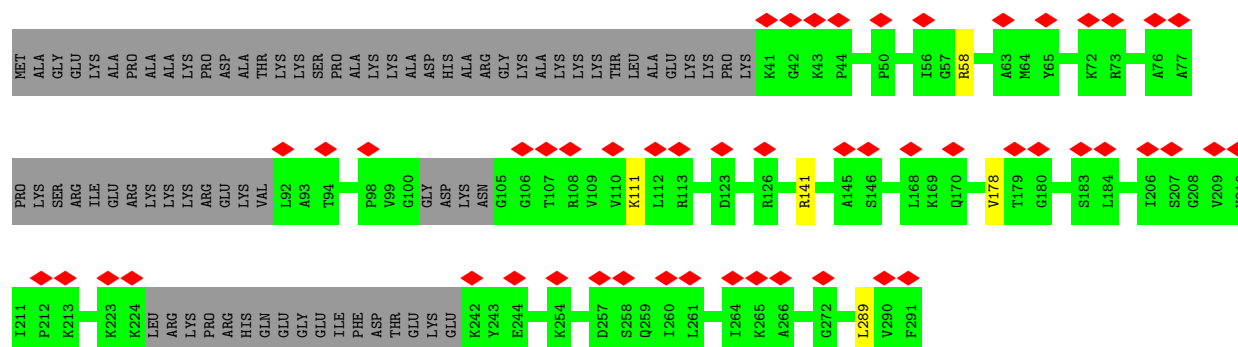 MET ALA GLY GLU LYS ALA PRO ALA ALA LYS PRO ASP ALA THR LYS LYS SER PRO ALA LYS LYS ALA ASP HIS ALA ARG GLY LYS ALA LYS LYS LYS THR LEU ALA GLU LYS LYS PRO LYS K41 G42 K43 P44 P50 I56 G57 R58 A63 M64 Y65 K72 R73 A76 A77
PRO LYS SER ARG ILE GLU ARG LYS LYS LYS ARG GLU LYS VAL L92 A93 T94 P98 V99 G100 GLY ASP LYS ASN G105 G106 T107 R108 V109 V110 K111 L112 R113 D123 R126 R141 A145 S146 L168 K169 Q170 V178 T179 G180 S183 L184 I206 S207 G208 V209
I211 P212 K213 K223 K224 LEU ARG LYS PRO ARG HIS GLN GLU GLY GLU ILE PHE ASP THR GLU LYS GLU K242 Y243 E244 K254 D257 S258 Q259 I260 L261 I264 K265 A266 G272 L289 V290 F291